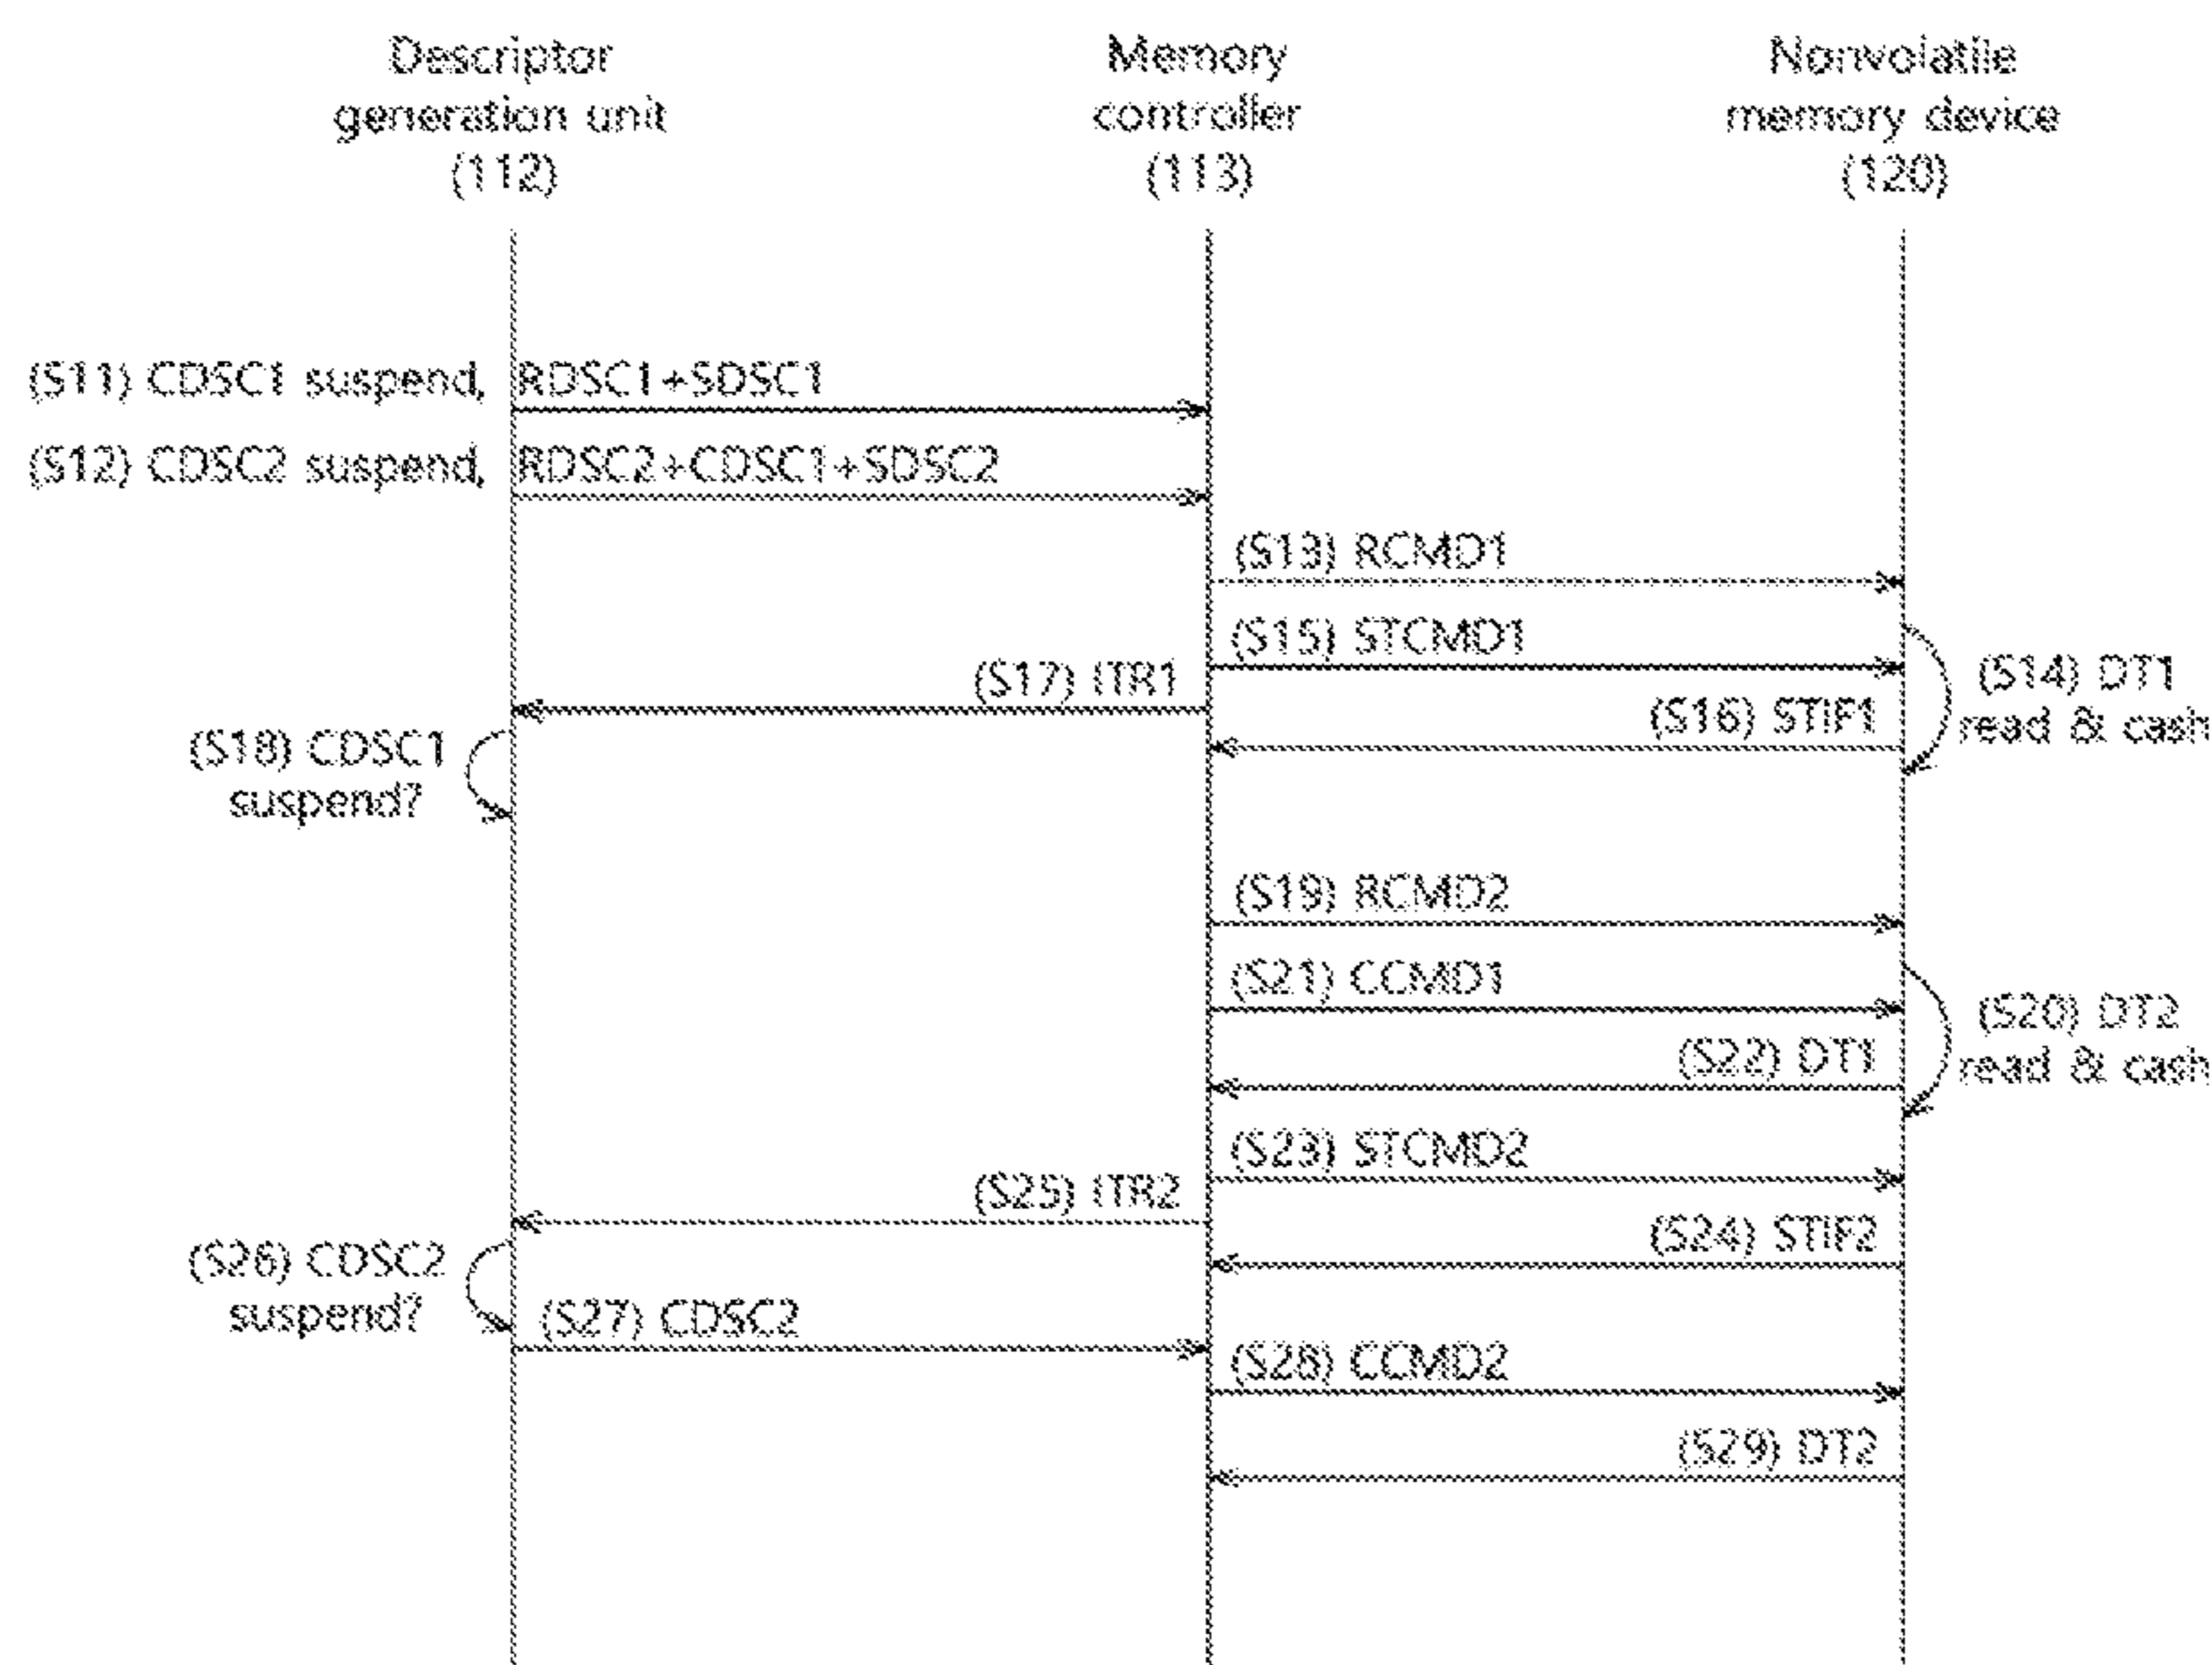 Descriptor
generation unit
(112)
Memory
controller
(113)
Nonvolatile
memory device
(120)
(S11) CDSC1 suspend, RDSC1+SDSC1
(S12) CDSC2 suspend, RDSC2+CDSC1+SDSC2
(S13) RCMD1
(S15) STCMD1
(S14) DT1
read & cash
(S17) ITR1
(S16) STIF1
(S18) CDSC1
suspend?
(S19) RCMD2
(S21) CCMD1
(S20) DT2
read & cash
(S22) DT1
(S23) STCMD2
(S25) ITR2
(S24) STIF2
(S26) CDSC2
suspend?
(S27) CDSC2
(S28) CCMD2
(S29) DT2